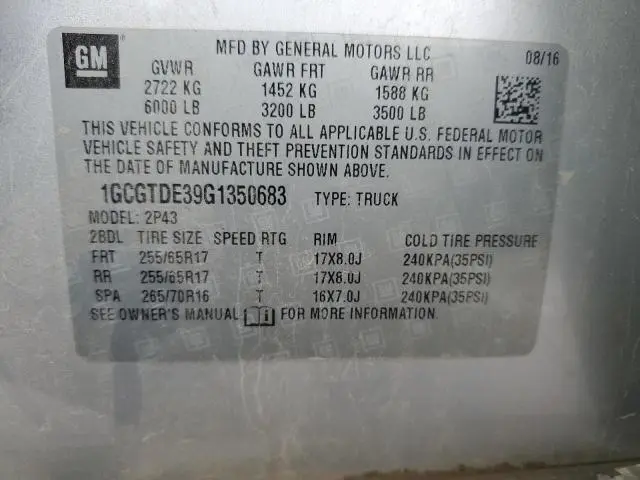 GM
MFD BY GENERAL MOTORS LLC 08/16
GVWR GAWR FRT GAWR RR
2722 KG 1452 KG 1588 KG
6000 LB 3200 LB 3500 LB
THIS VEHICLE CONFORMS TO ALL APPLICABLE U.S. FEDERAL MOTOR
VEHICLE SAFETY AND THEFT PREVENTION STANDARDS IN EFFECT ON
THE DATE OF MANUFACTURE SHOWN ABOVE.
1GCGTDE39G1350683 TYPE: TRUCK
MODEL: 2P43
2BDL TIRE SIZE SPEED RTG RIM COLD TIRE PRESSURE
FRT 255/65R17 T 17X8.0J 240KPA(35PSI)
RR 255/65R17 T 17X8.0J 240KPA(35PSI)
SPA 265/70R16 T 16X7.0J 240KPA(35PSI)
SEE OWNER'S MANUAL FOR MORE INFORMATION.